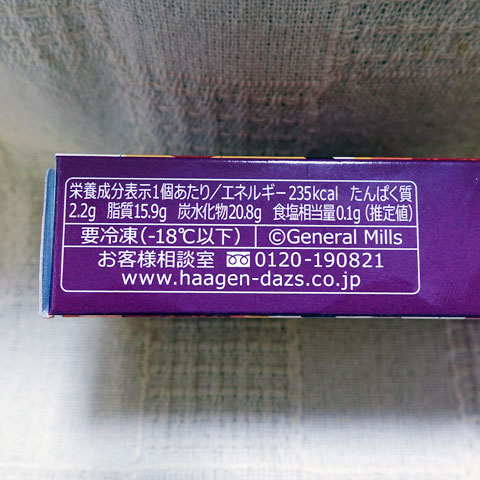 栄養成分表示1個あたり/エネルギー235kcal たんぱく質
2.2g 脂質15.9g 炭水化物20.8g 食塩相当量0.1g(推定値)
要冷凍(-18℃以下) ©General Mills
お客様相談室 0120-190821
www.haagen-dazs.co.jp